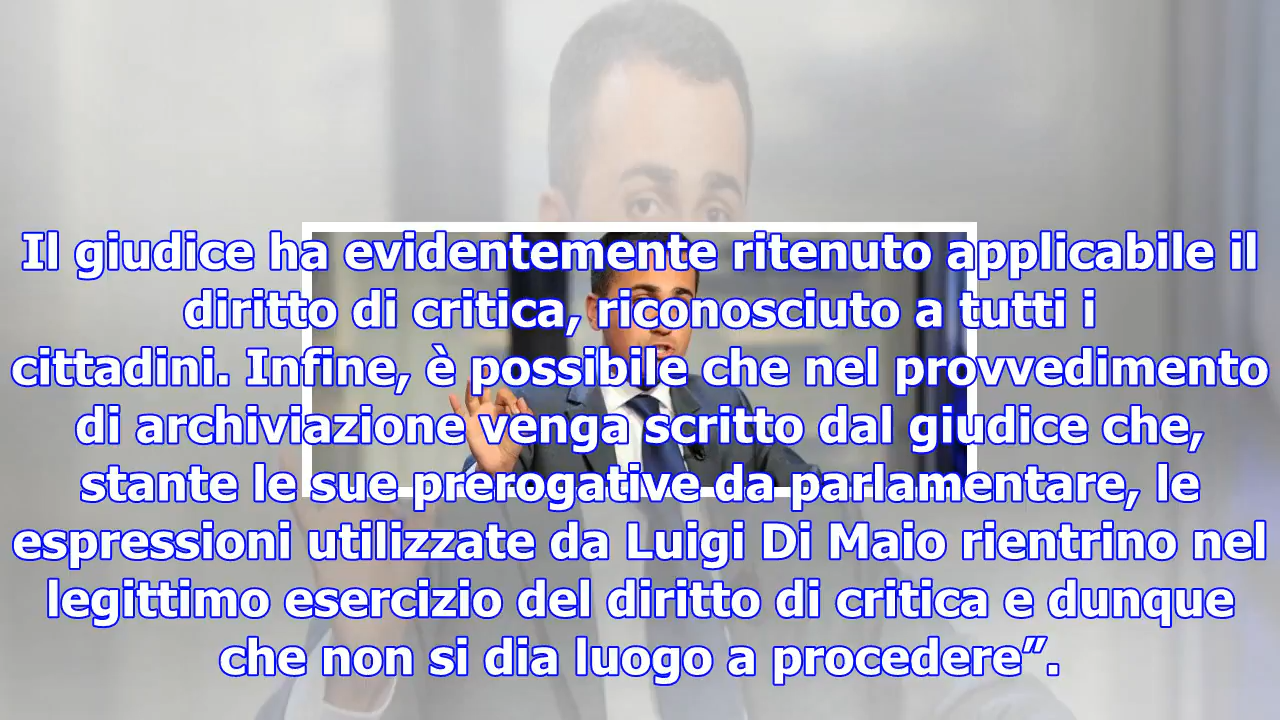 Il giudice ha evidentemente ritenuto applicabile il
diritto di critica, riconosciuto a tutti i
cittadini. Infine, è possibile che nel provvedimento
di archiviazione venga scritto dal giudice che,
stante le sue prerogative da parlamentare, le
espressioni utilizzate da Luigi Di Maio rientrino nel
legittimo esercizio del diritto di critica e dunque
che non si dia luogo a procedere”.